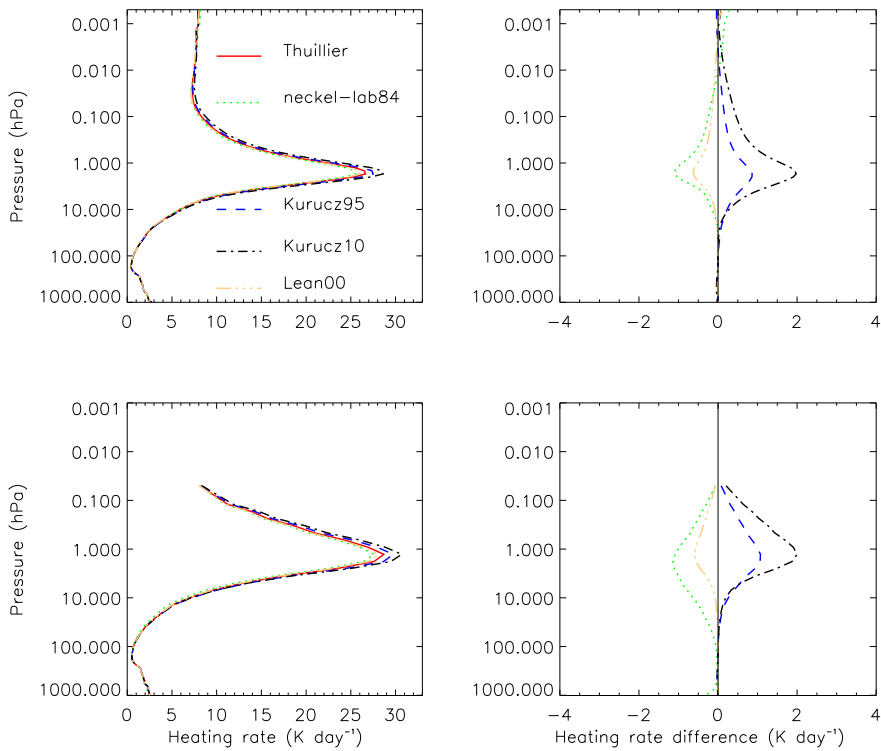 0.001
0.010
0.100
1.000
10.000
100.000
1000.000
Pressure (hPa)
0 5 10 15 20 25 30
Thuillier
neckel-lab84
Kurucz95
Kurucz10
Lean00
0.001
0.010
0.100
1.000
10.000
100.000
1000.000
-4 -2 0 2 4
0.001
0.010
0.100
1.000
10.000
100.000
1000.000
Pressure (hPa)
0 5 10 15 20 25 30
Heating rate (K day⁻¹)
0.001
0.010
0.100
1.000
10.000
100.000
1000.000
-4 -2 0 2 4
Heating rate difference (K day⁻¹)